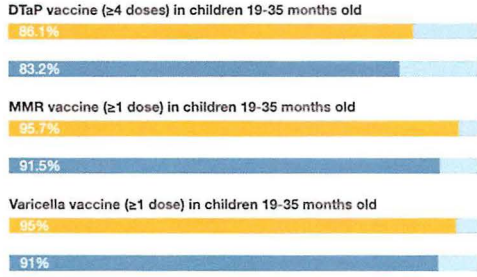 DTaP vaccine (≥4 doses) in children 19-35 months old
86.1%
83.2%
MMR vaccine (≥1 dose) in children 19-35 months old
95.7%
91.5%
Varicella vaccine (≥1 dose) in children 19-35 months old
95%
91%